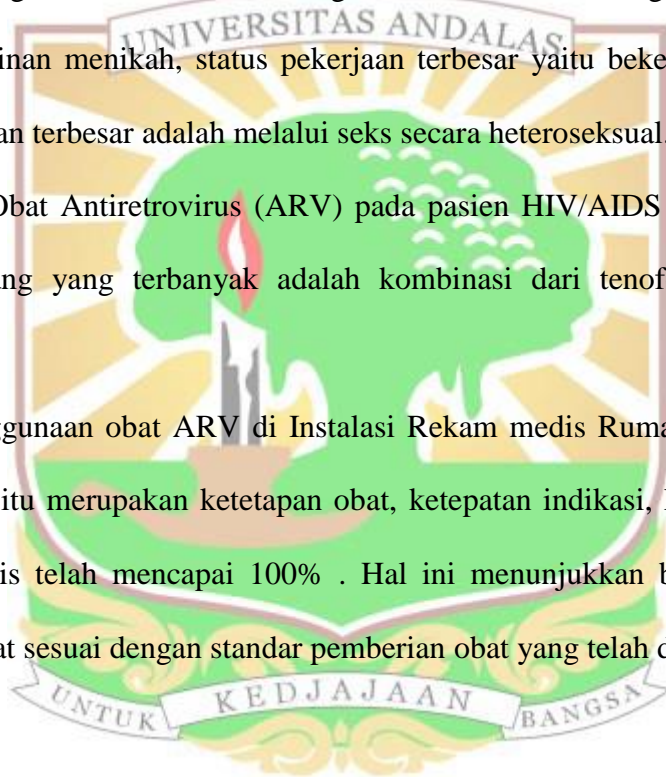 UNIVERSITAS ANDALAS
inan menikah, status pekerjaan terbesar yaitu beke
an terbesar adalah melalui seks secara heteroseksual.
Obat Antiretrovirus (ARV) pada pasien HIV/AIDS
ng yang terbanyak adalah kombinasi dari tenof
ggunaan obat ARV di Instalasi Rekam medis Ruma
itu merupakan ketetapan obat, ketepatan indikasi,
is telah mencapai 100% . Hal ini menunjukkan b
at sesuai dengan standar pemberian obat yang telah d
UNTUK KEDJAJAAN BANGSA